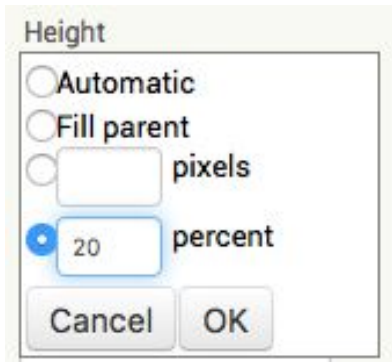 Height
Automatic
Fill parent
pixels
20 percent
Cancel OK